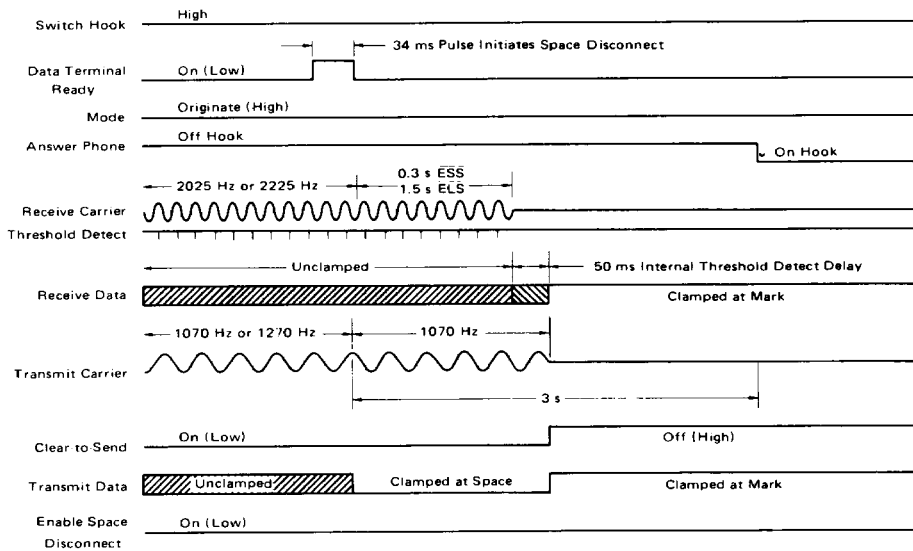 Switch Hook
High
34 ms Pulse Initiates Space Disconnect
Data Terminal
Ready
On (Low)
Mode
Originate (High)
Answer Phone
Off Hook
On Hook
2025 Hz or 2225 Hz
0.3 s ESS
1.5 s ELS
Receive Carrier
Threshold Detect
Unclamped
50 ms Internal Threshold Detect Delay
Receive Data
Clamped at Mark
1070 Hz or 1270 Hz
1070 Hz
Transmit Carrier
3 s
Clear-to-Send
On (Low)
Off (High)
Transmit Data
Unclamped
Clamped at Space
Clamped at Mark
Enable Space
Disconnect
On (Low)